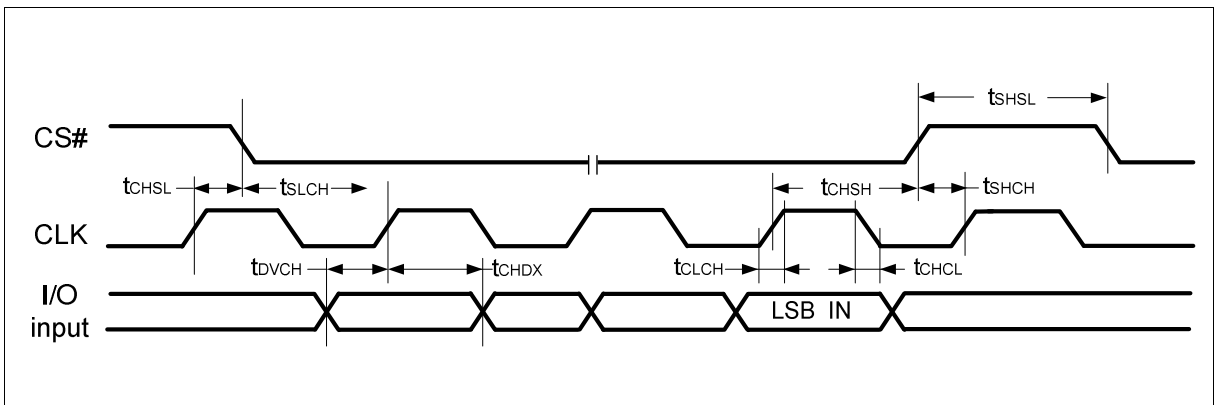 tSHSL
CS#
tCHSL tSLCH tCHSH tSHCH
CLK
tDVCH tCHDX tCLCH tCHCL
I/O
input
LSB IN